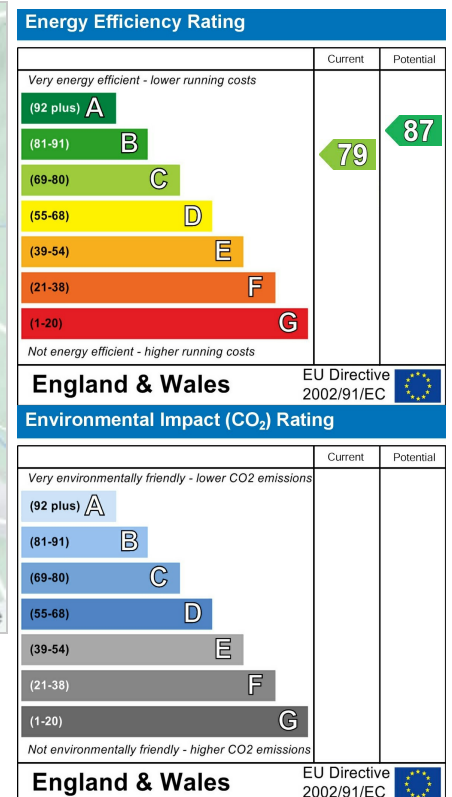 Energy Efficiency Rating
Current Potential
Very energy efficient - lower running costs
(92 plus) A
(81-91) B
(69-80) C
(55-68) D
(39-54) E
(21-38) F
(1-20) G
79
87
Not energy efficient - higher running costs
England & Wales
EU Directive
2002/91/EC
Environmental Impact (CO₂) Rating
Current Potential
Very environmentally friendly - lower CO2 emissions
(92 plus) A
(81-91) B
(69-80) C
(55-68) D
(39-54) E
(21-38) F
(1-20) G
Not environmentally friendly - higher CO2 emissions
England & Wales
EU Directive
2002/91/EC